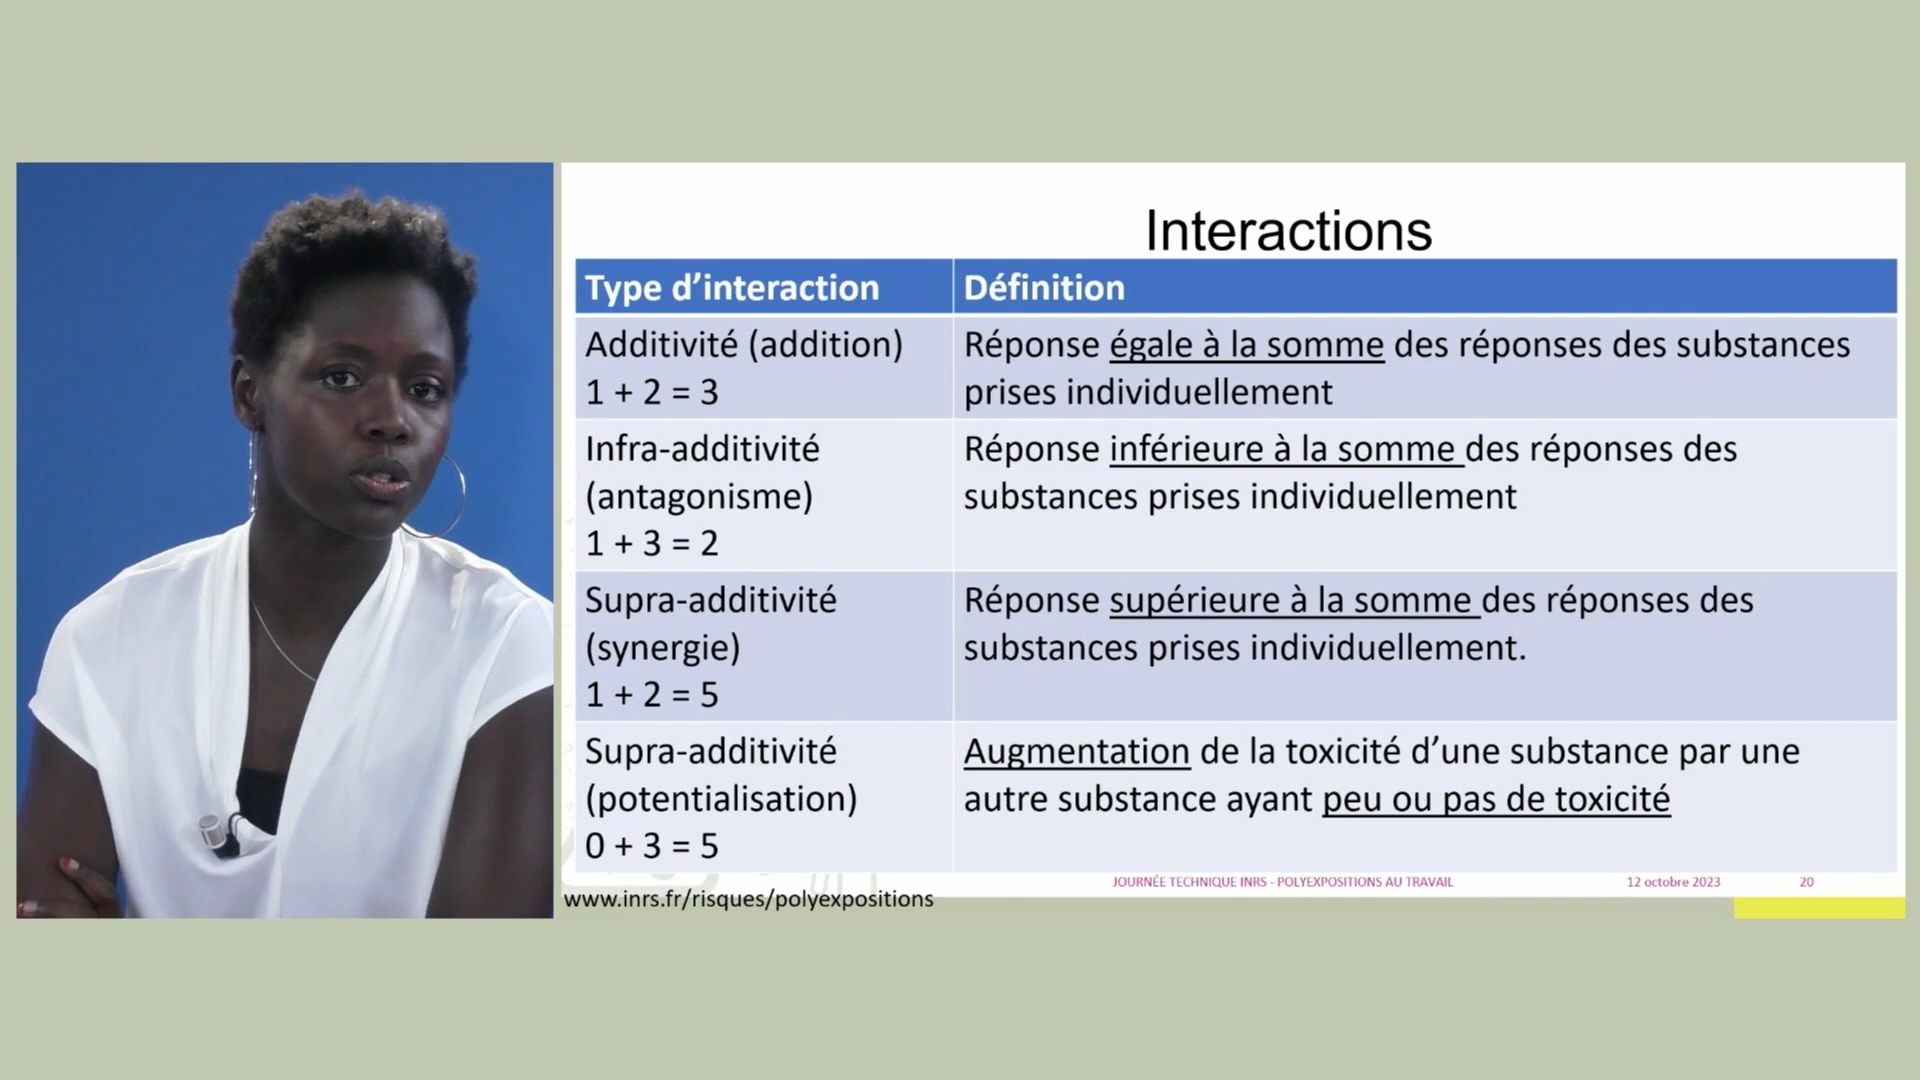 Interactions
Type d’interaction
Définition
Additivité (addition)
1 + 2 = 3
Réponse égale à la somme des réponses des substances
prises individuellement
Infra-additivité
(antagonisme)
1 + 3 = 2
Réponse inférieure à la somme des réponses des
substances prises individuellement
Supra-additivité
(synergie)
1 + 2 = 5
Réponse supérieure à la somme des réponses des
substances prises individuellement.
Supra-additivité
(potentialisation)
0 + 3 = 5
Augmentation de la toxicité d’une substance par une
autre substance ayant peu ou pas de toxicité
JOURNÉE TECHNIQUE INRS - POLYEXPOSITIONS AU TRAVAIL
12 octobre 2023
20
www.inrs.fr/risques/polyexpositions